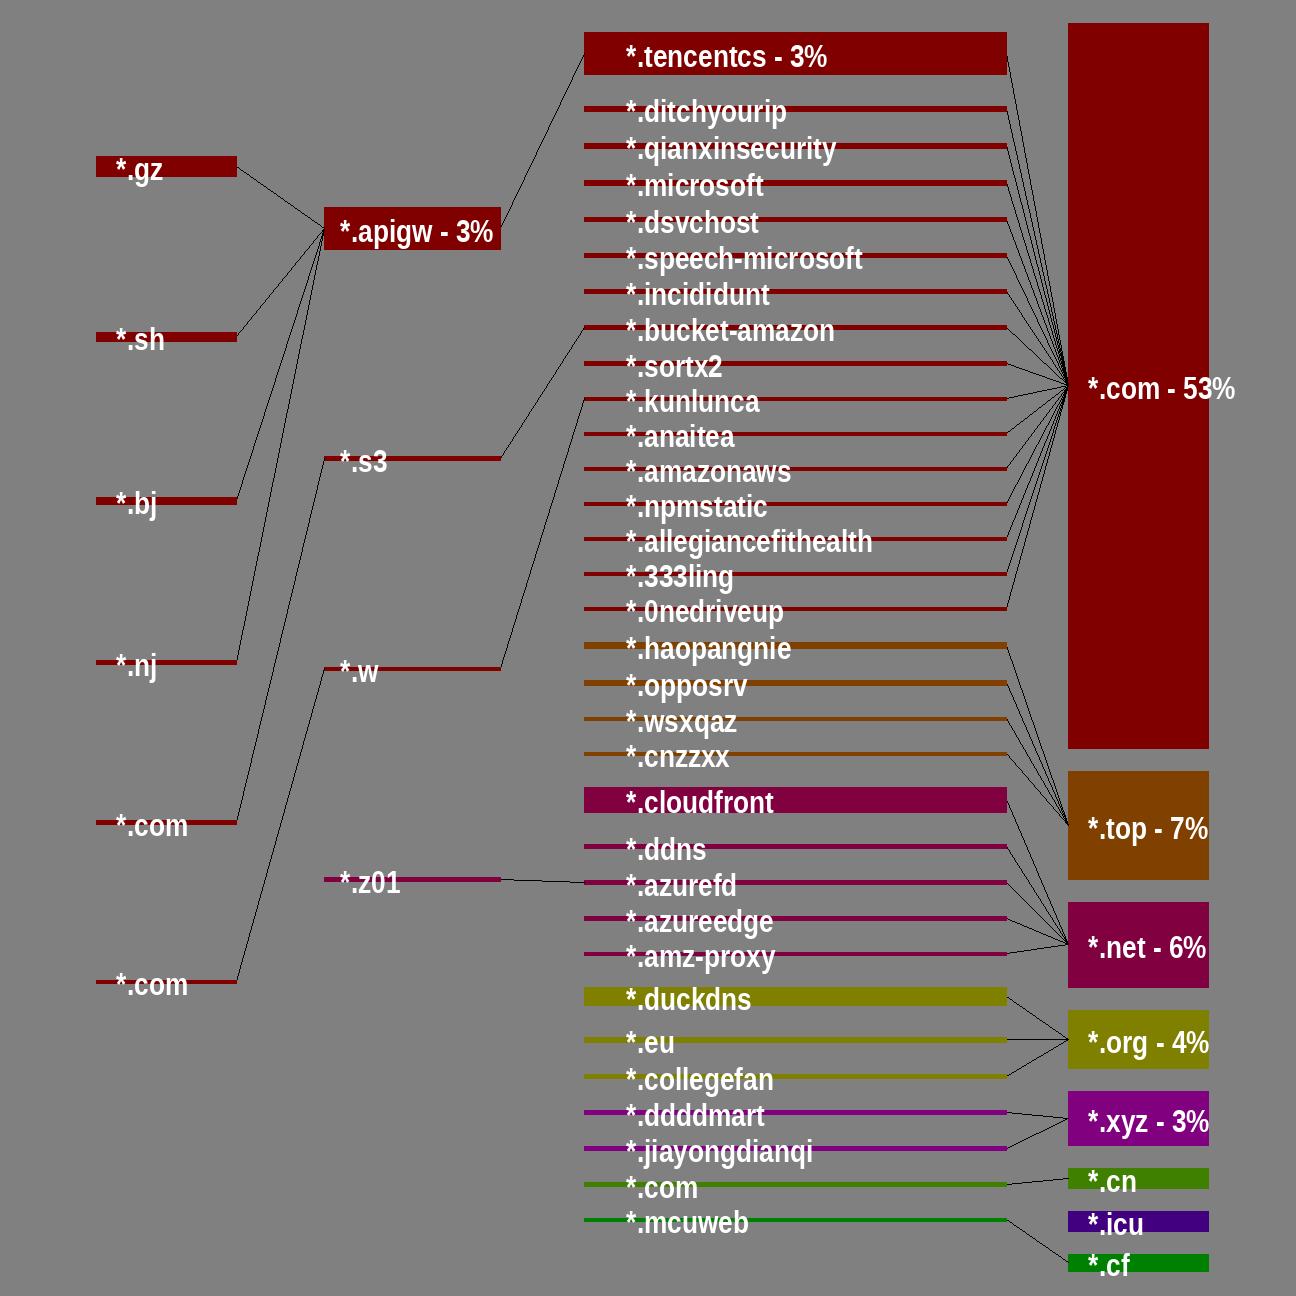 *.gz
*.sh
*.bj
*.nj
*.com
*.com
*.apigw - 3%
*.s3
*.w
*.z01
*.tencentcs - 3%
*.ditchyourip
*.qianxinsecurity
*.microsoft
*.dsvchost
*.speech-microsoft
*.incididunt
*.bucket-amazon
*.sortx2
*.kunlunca
*.anaitea
*.amazonaws
*.npmstatic
*.allegiancefithealth
*.333ling
*.0nedriveup
*.haopangnie
*.opposrv
*.wsxqaz
*.cnzzxx
*.cloudfront
*.ddns
*.azurefd
*.azureedge
*.amz-proxy
*.duckdns
*.eu
*.collegefan
*.ddddmart
*.jiayongdianqi
*.com
*.mcuweb
*.com - 53%
*.top - 7%
*.net - 6%
*.org - 4%
*.xyz - 3%
*.cn
*.icu
*.cf